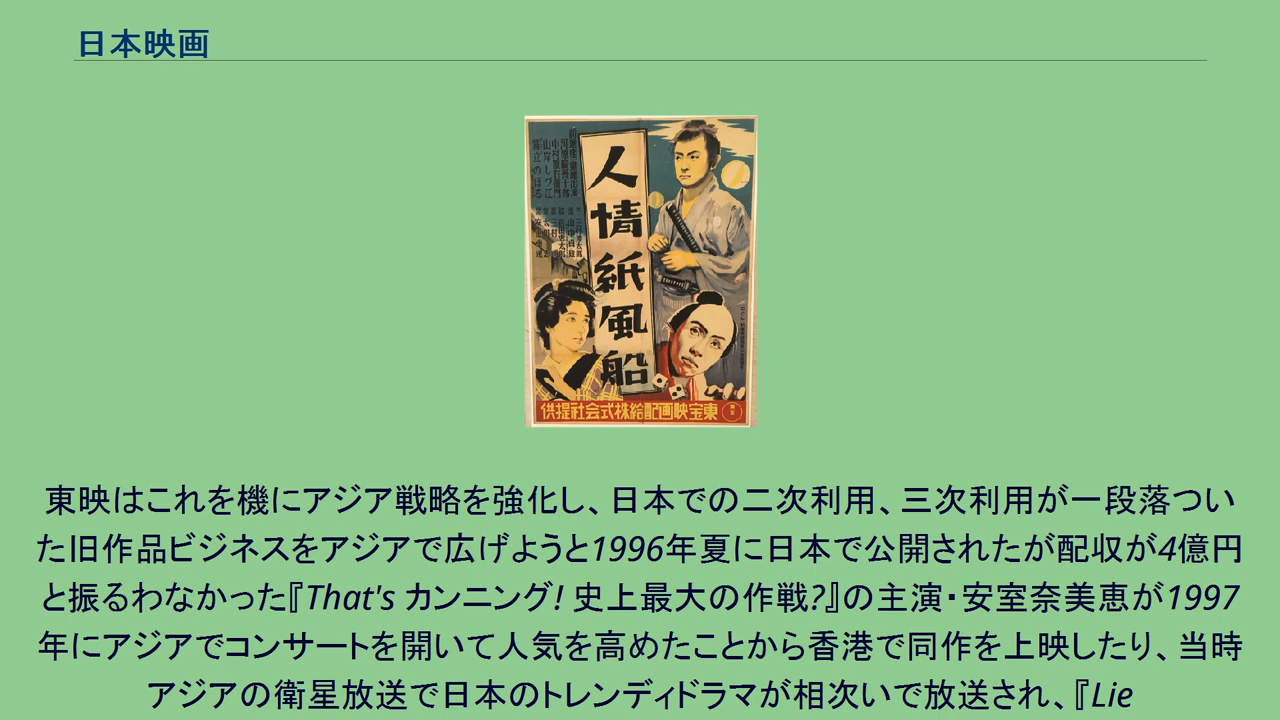 日本映画
人情紙風船
東宝映画配給株式会社提供
東映はこれを機にアジア戦略を強化し、日本での二次利用、三次利用が一段落つい
た旧作品ビジネスをアジアで広げようと1996年夏に日本で公開されたが配収が4億円
と振るわなかった『That's カンニング! 史上最大の作戦?』の主演・安室奈美恵が1997
年にアジアでコンサートを開いて人気を高めたことから香港で同作を上映したり、当時
アジアの衛星放送で日本のトレンディドラマが相次いで放送され、『Lie